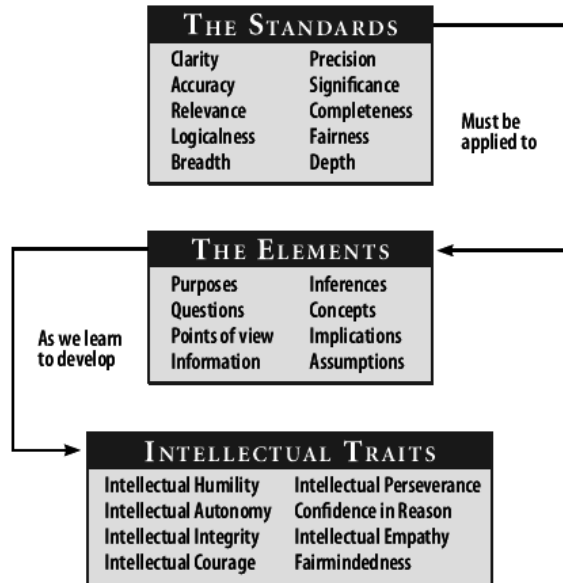 THE STANDARDS
Clarity Precision
Accuracy Significance
Relevance Completeness
Logicalness Fairness
Breadth Depth
Must be
applied to
THE ELEMENTS
Purposes Inferences
Questions Concepts
Points of view Implications
Information Assumptions
As we learn
to develop
INTELLECTUAL TRAITS
Intellectual Humility Intellectual Perseverance
Intellectual Autonomy Confidence in Reason
Intellectual Integrity Intellectual Empathy
Intellectual Courage Fairmindedness